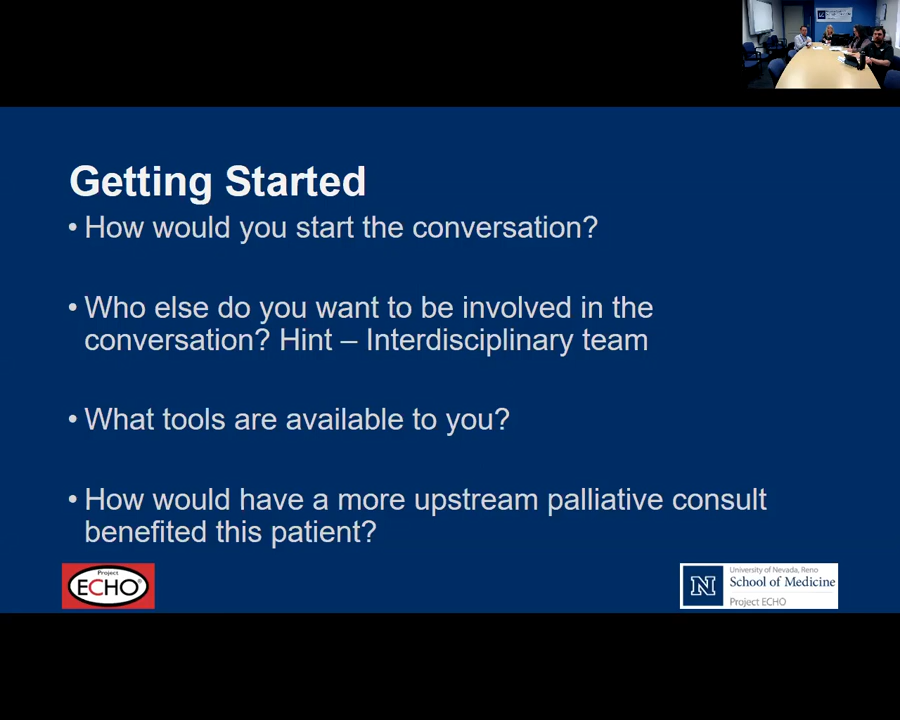 Getting Started
• How would you start the conversation?
• Who else do you want to be involved in the
conversation? Hint – Interdisciplinary team
• What tools are available to you?
• How would have a more upstream palliative consult
benefited this patient?
Project
ECHO®
N
University of Nevada, Reno
School of Medicine
Project ECHO